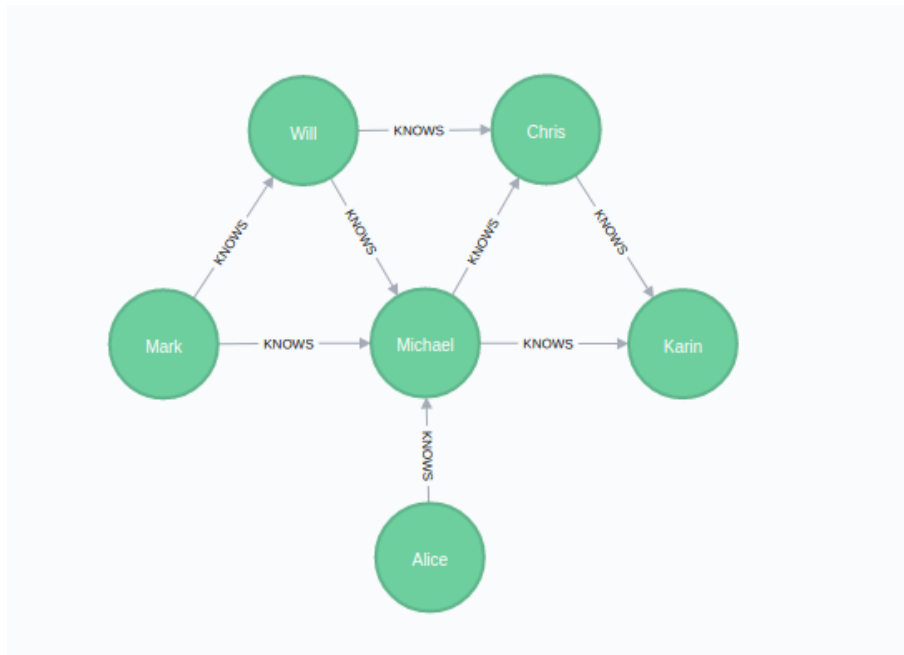 Will
KNOWS
Chris
KNOWS
KNOWS
KNOWS
KNOWS
Mark
KNOWS
Michael
KNOWS
Karin
KNOWS
Alice